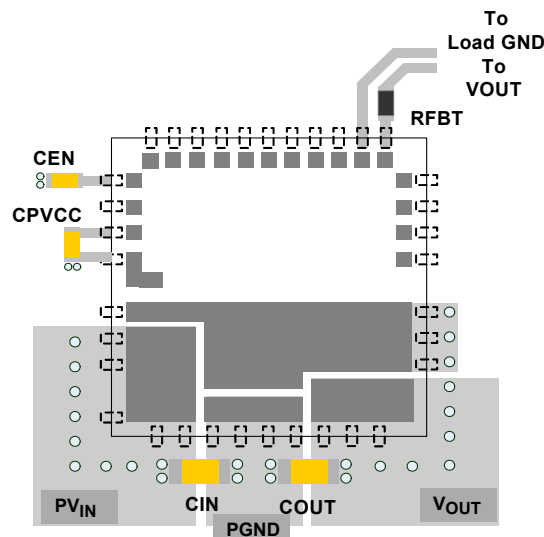 To
Load GND
To
VOUT
RFBT
CEN
CPVCC
PVIN
CIN
COUT
VOUT
PGND